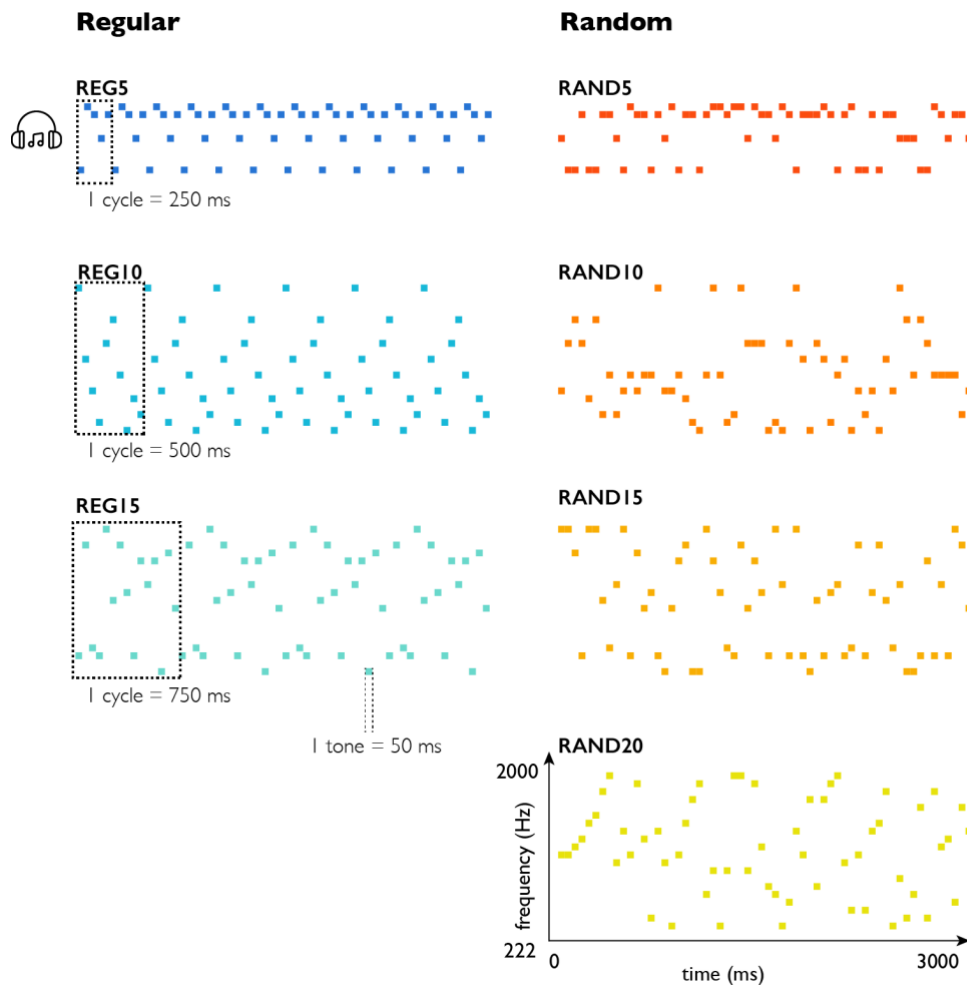 Regular
Random
REG5
RAND5
1 cycle = 250 ms
REG10
RAND10
1 cycle = 500 ms
REG15
RAND15
1 cycle = 750 ms
1 tone = 50 ms
RAND20
2000
frequency (Hz)
222
0
3000
time (ms)